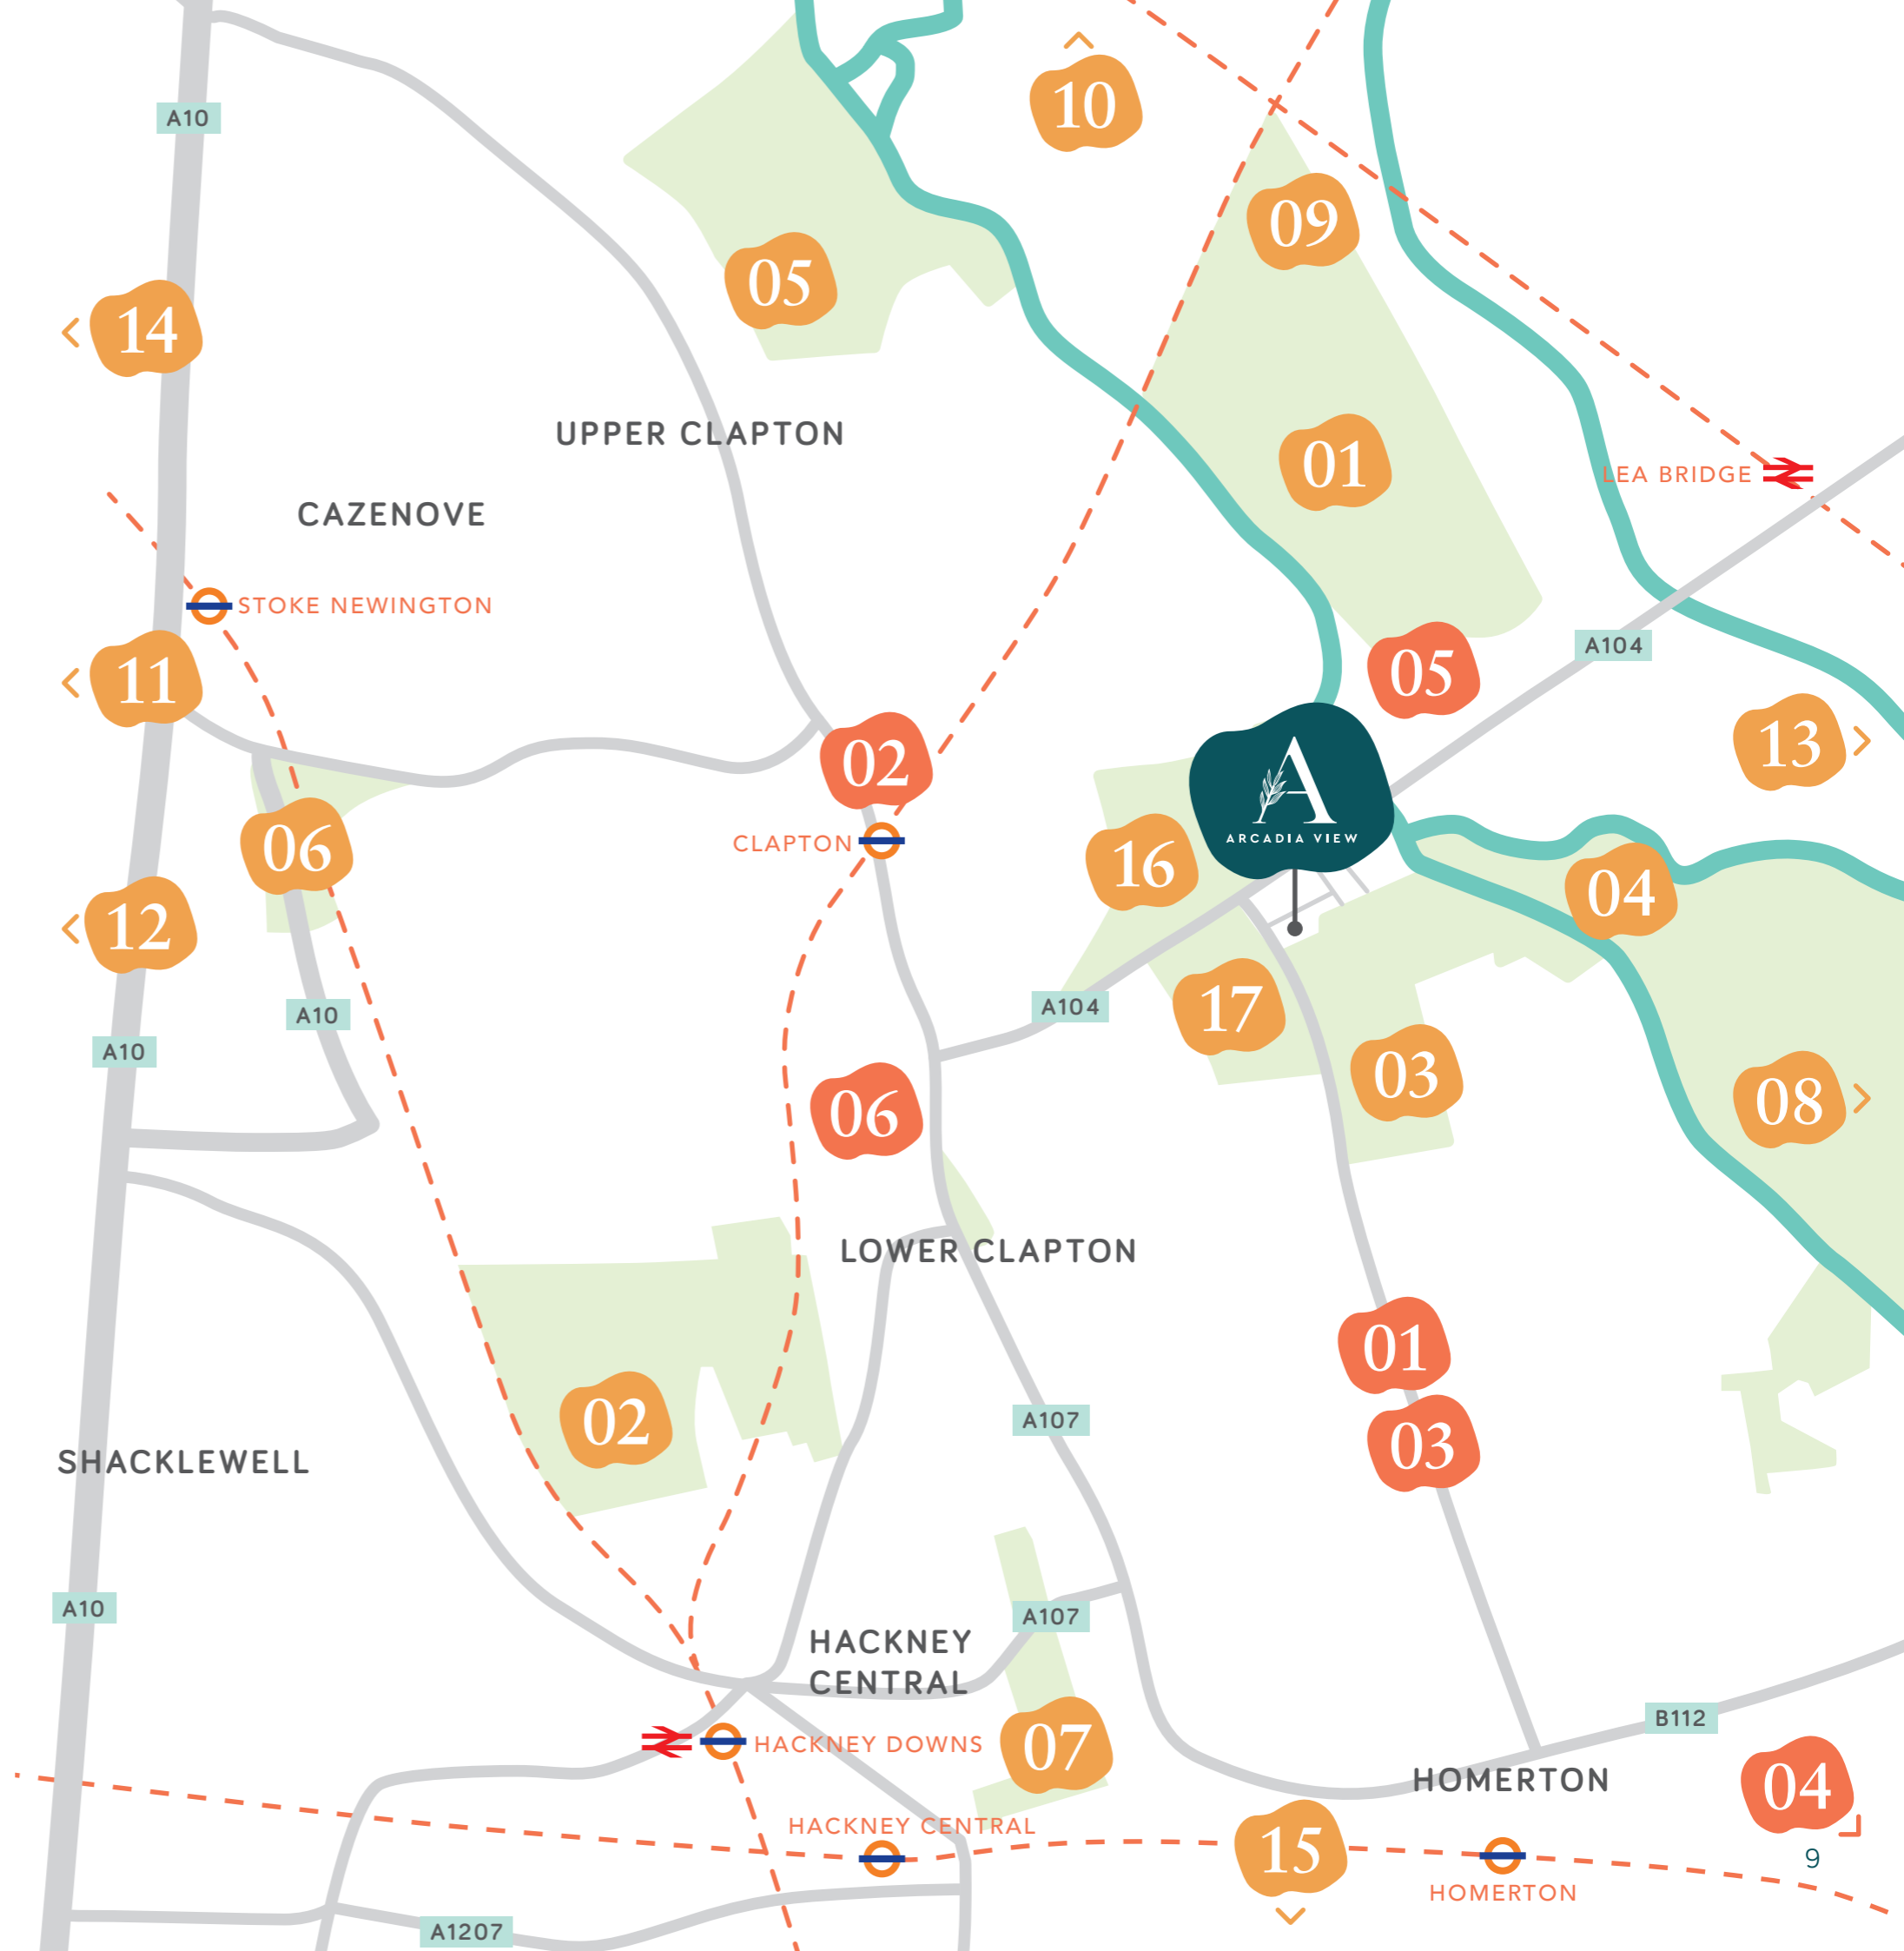 10
A10
09
05
14
UPPER CLAPTON
01
LEA BRIDGE
CAZENOVE
STOKE NEWINGTON
A104
05
11
13
02
A
ARCADIA VIEW
CLAPTON
06
16
04
12
A104
17
A10
A10
03
08
06
LOWER CLAPTON
01
02
A107
03
SHACKLEWELL
A10
A107
HACKNEY
CENTRAL
B112
HACKNEY DOWNS
07
HOMERTON
04
HACKNEY CENTRAL
15
9
HOMERTON
A1207